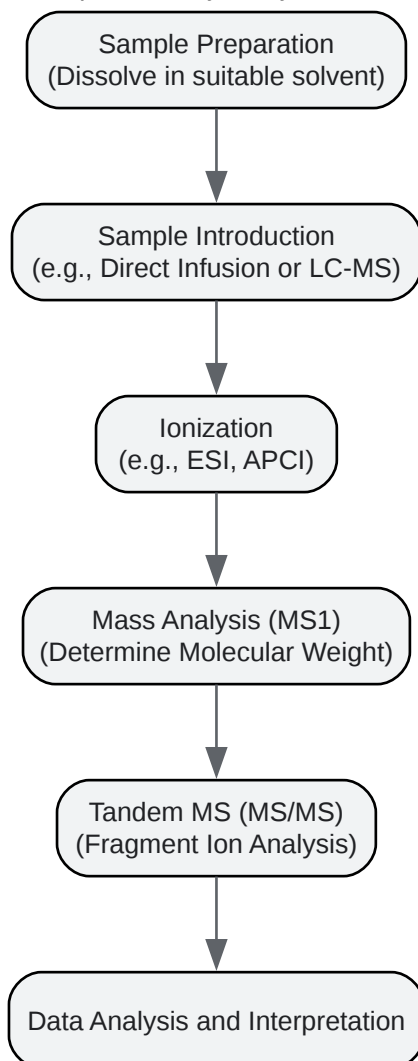 Sample Preparation
(Dissolve in suitable solvent)
Sample Introduction
(e.g., Direct Infusion or LC-MS)
Ionization
(e.g., ESI, APCI)
Mass Analysis (MS1)
(Determine Molecular Weight)
Tandem MS (MS/MS)
(Fragment Ion Analysis)
Data Analysis and Interpretation